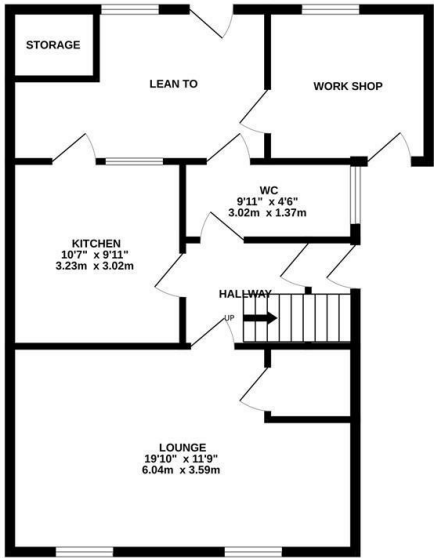 STORAGE
LEAN TO
WORK SHOP
WC
9'11" x 4'6"
3.02m x 1.37m
KITCHEN
10'7" x 9'11"
3.23m x 3.02m
HALLWAY
UP
LOUNGE
19'10" x 11'9"
6.04m x 3.59m